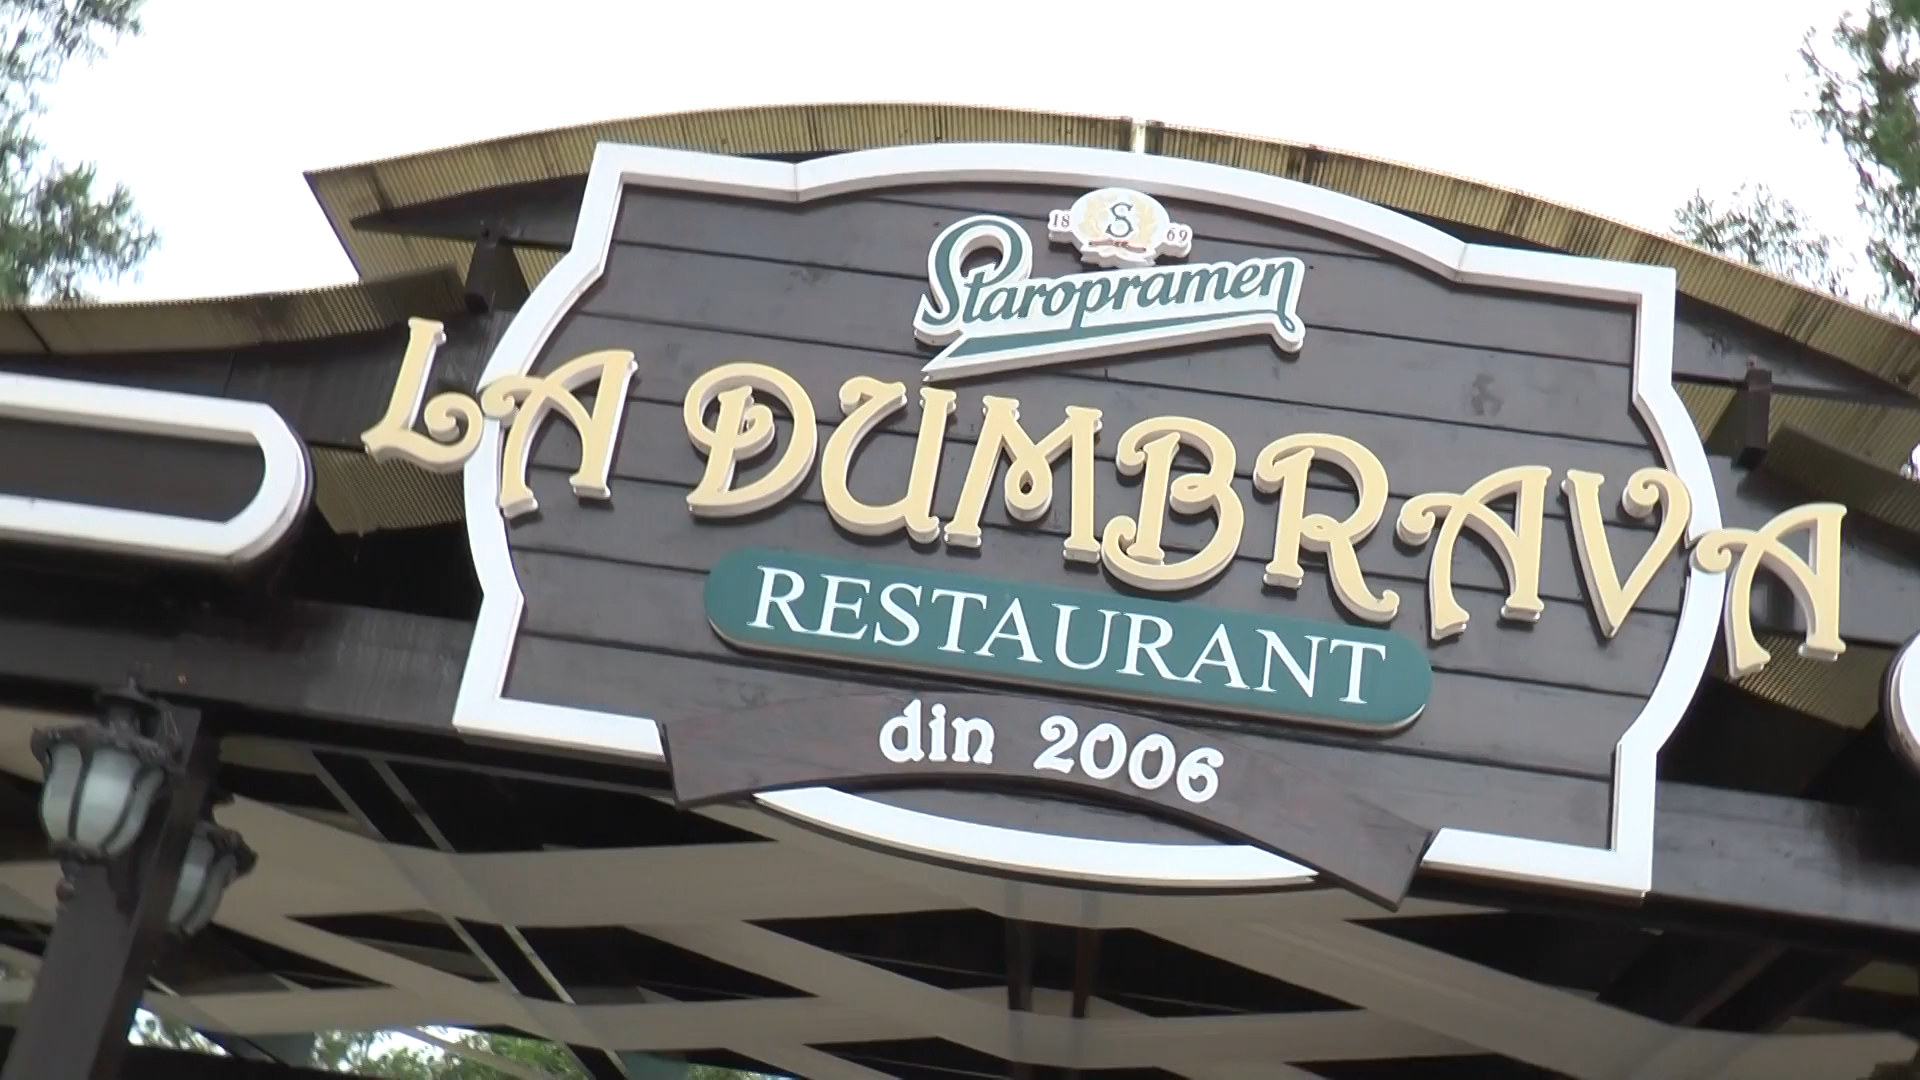 18 S 69
Staropramen
LA DUMBRAVA
RESTAURANT
din 2006